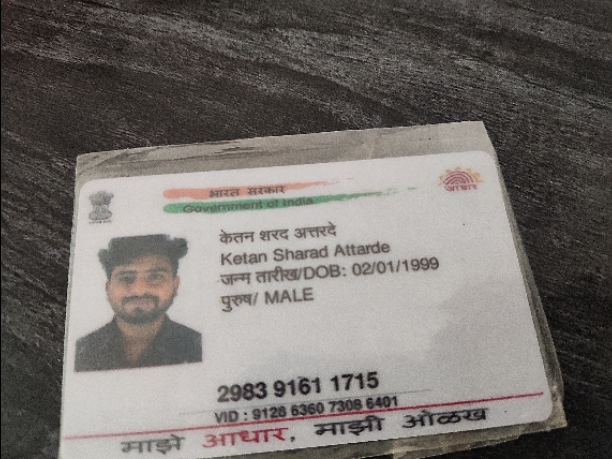 भारत सरकार
Government of India
आधार
केतन शरद अत्तरदे
Ketan Sharad Attarde
जन्म तारीख/DOB: 02/01/1999
पुरुष/ MALE
2983 9161 1715
VID : 9128 6360 7308 6401
माझे आधार, माझी ओळख